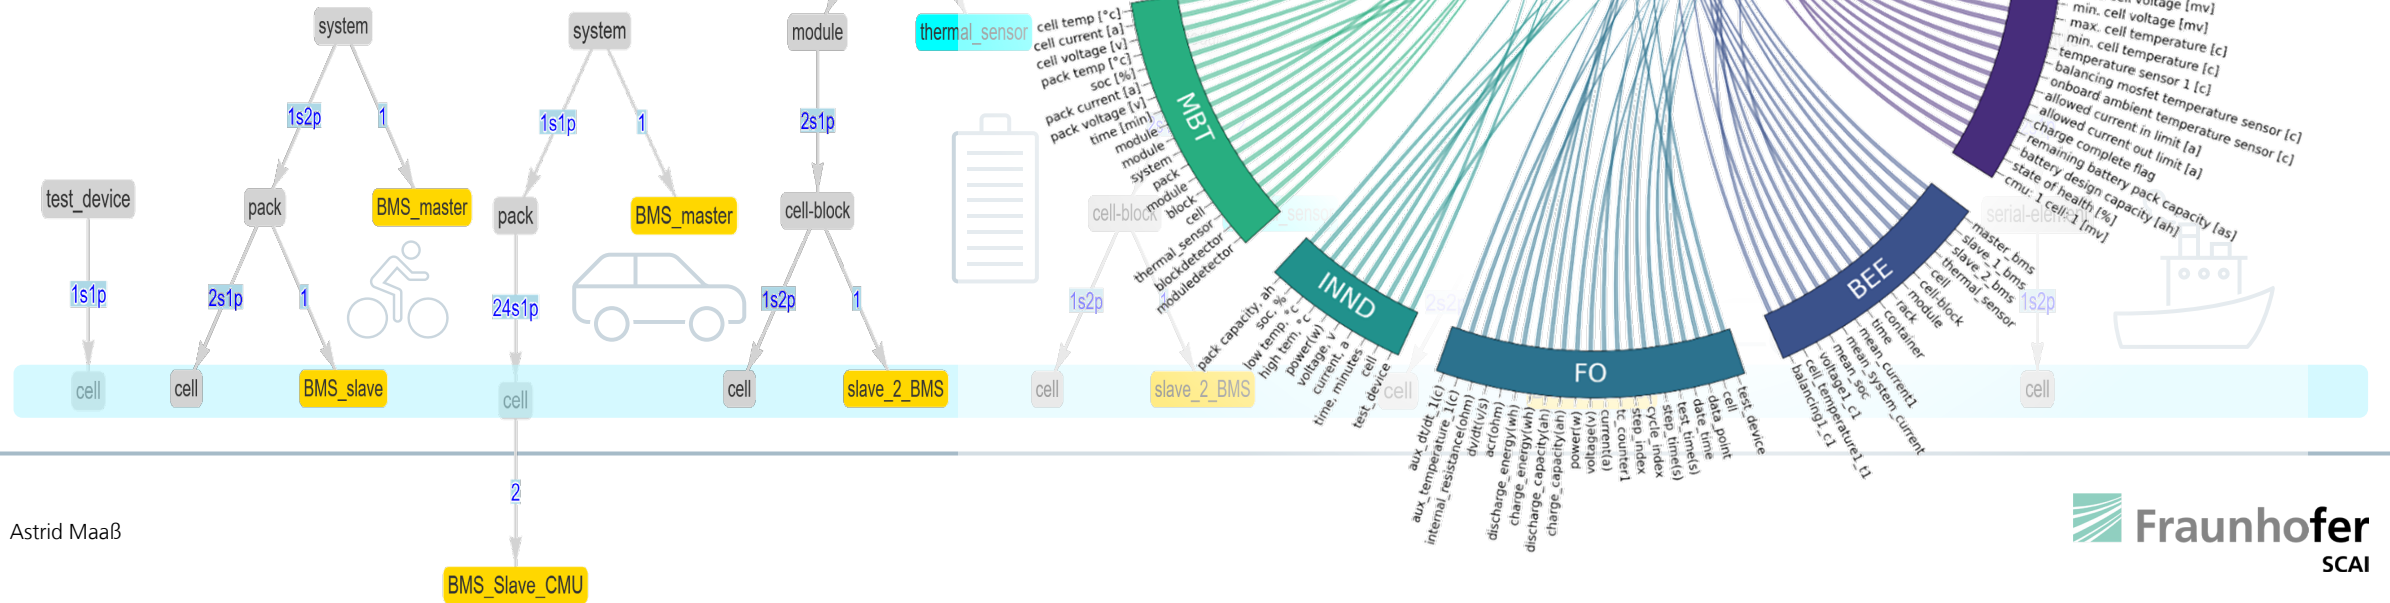 system
1s2p
1
pack
BMS_master
2s1p
1
cell
BMS_slave
test_device
1s1p
cell
system
1s1p
1
pack
BMS_master
24s1p
cell
2
BMS_Slave_CMU
module
2s1p
cell-block
1s2p
1
cell
slave_2_BMS
thermal_sensor
cell-block
1s2p
1
cell
slave_2_BMS
cell
1s2p
cell
MBT
cell temp [°c]
cell current [a]
cell voltage [v]
pack temp [°c]
soc [%]
pack current [a]
pack voltage [v]
time [min]
module
module
system
pack
module
block
cell
thermal_sensor
blockdetector
moduledetector
INND
pack capacity, ah
soc, %
low temp, °c
high tem, °c
power(w)
voltage, v
current, a
time, minutes
cell
test_device
FO
aux_dt/dt_1(c)
aux_temperature_1(c)
internal_resistance(ohm)
dv/dt(v/s)
acr(ohm)
discharge_energy(wh)
charge_energy(wh)
discharge_capacity(ah)
charge_capacity(ah)
power(w)
voltage(v)
current(a)
tc_counter1
step_index
cycle_index
step_time(s)
test_time(s)
date_time
data_point
cell
test_device
BEE
balancing1_c1
cell_temperature1_t1
voltage1_c1
mean_soc
mean_system_current
mean_current1
time
container
rack
module
cell-block
cell
thermal_sensor
slave_2_bms
slave_1_bms
master_bms
min. cell voltage [mv]
max. cell temperature [c]
min. cell temperature [c]
temperature sensor 1 [c]
balancing mosfet temperature sensor [c]
onboard ambient temperature sensor [c]
allowed current in limit [a]
allowed current out limit [a]
charge complete flag
remaining battery pack capacity [as]
battery design capacity [ah]
state of health [%]
cmu: 1 cell: 1 [mv]
Astrid Maaß
Fraunhofer
SCAI